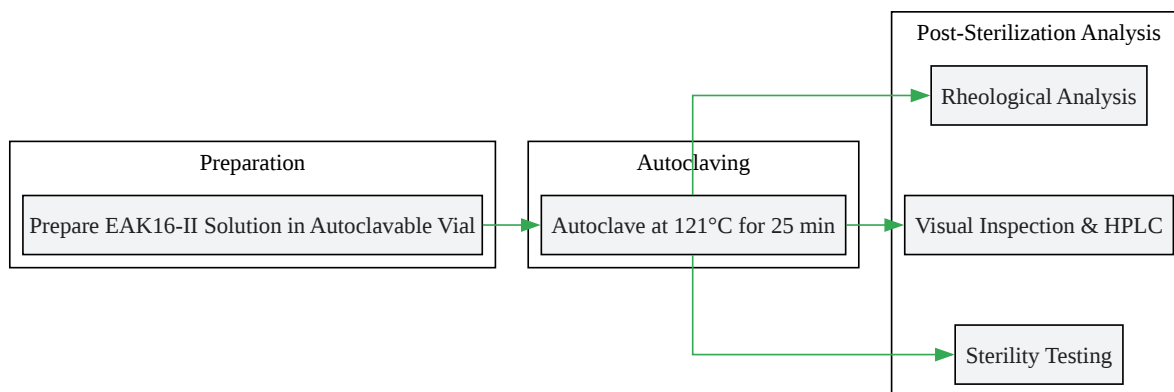 Preparation
Prepare EAK16-II Solution in Autoclavable Vial
Autoclaving
Autoclave at 121°C for 25 min
Post-Sterilization Analysis
Rheological Analysis
Visual Inspection & HPLC
Sterility Testing